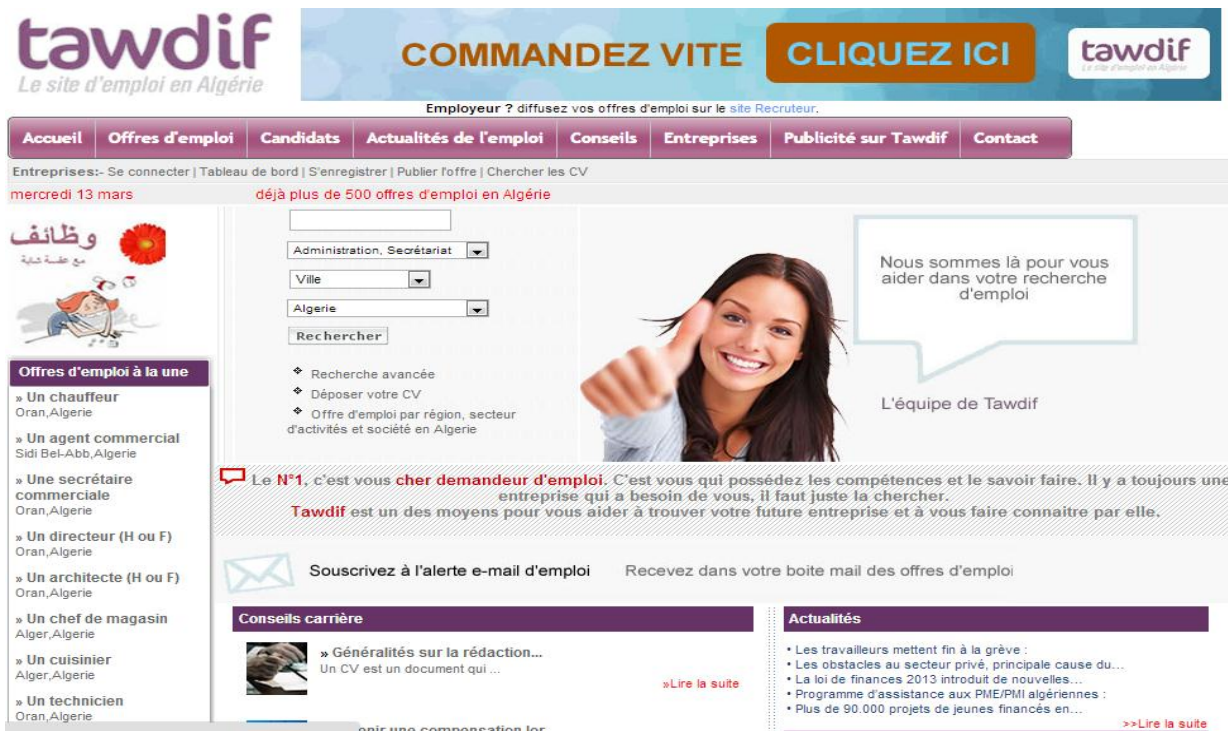 tawdif
Le site d'emploi en Algérie
COMMANDEZ VITE
CLIQUEZ ICI
tawdif
Le site d'emploi en Algérie
Employeur ? diffusez vos offres d'emploi sur le site Recruteur.
Accueil Offres d'emploi Candidats Actualités de l'emploi Conseils Entreprises Publicité sur Tawdif Contact
Entreprises:- Se connecter | Tableau de bord | S'enregistrer | Publier l'offre | Chercher les CV
mercredi 13 mars
déjà plus de 500 offres d'emploi en Algérie
وظائف
Administration, Secrétariat
Ville
Algerie
Rechercher
Recherche avancée
Déposer votre CV
Offre d'emploi par région, secteur
d'activités et société en Algerie
Nous sommes là pour vous
aider dans votre recherche
d'emploi
L'équipe de Tawdif
Offres d'emploi à la une
» Un chauffeur
Oran,Algerie
» Un agent commercial
Sidi Bel-Abb,Algerie
» Une secrétaire
commerciale
Oran,Algerie
» Un directeur (H ou F)
Oran,Algerie
» Un architecte (H ou F)
Oran,Algerie
» Un chef de magasin
Alger,Algerie
» Un cuisinier
Alger,Algerie
» Un technicien
Oran,Algerie
Le N°1, c'est vous cher demandeur d'emploi. C'est vous qui possédez les compétences et le savoir faire. Il y a toujours une
entreprise qui a besoin de vous, il faut juste la chercher.
Tawdif est un des moyens pour vous aider à trouver votre future entreprise et à vous faire connaitre par elle.
Souscrivez à l'alerte e-mail d'emploi Recevez dans votre boite mail des offres d'emploi
Conseils carrière
» Généralités sur la rédaction...
Un CV est un document qui ...
»Lire la suite
une compensation
Actualités
• Les travailleurs mettent fin à la grève :
• Les obstacles au secteur privé, principale cause du...
• La loi de finances 2013 introduit de nouvelles...
• Programme d'assistance aux PME/PMI algériennes :
• Plus de 90.000 projets de jeunes financés en...
>>Lire la suite